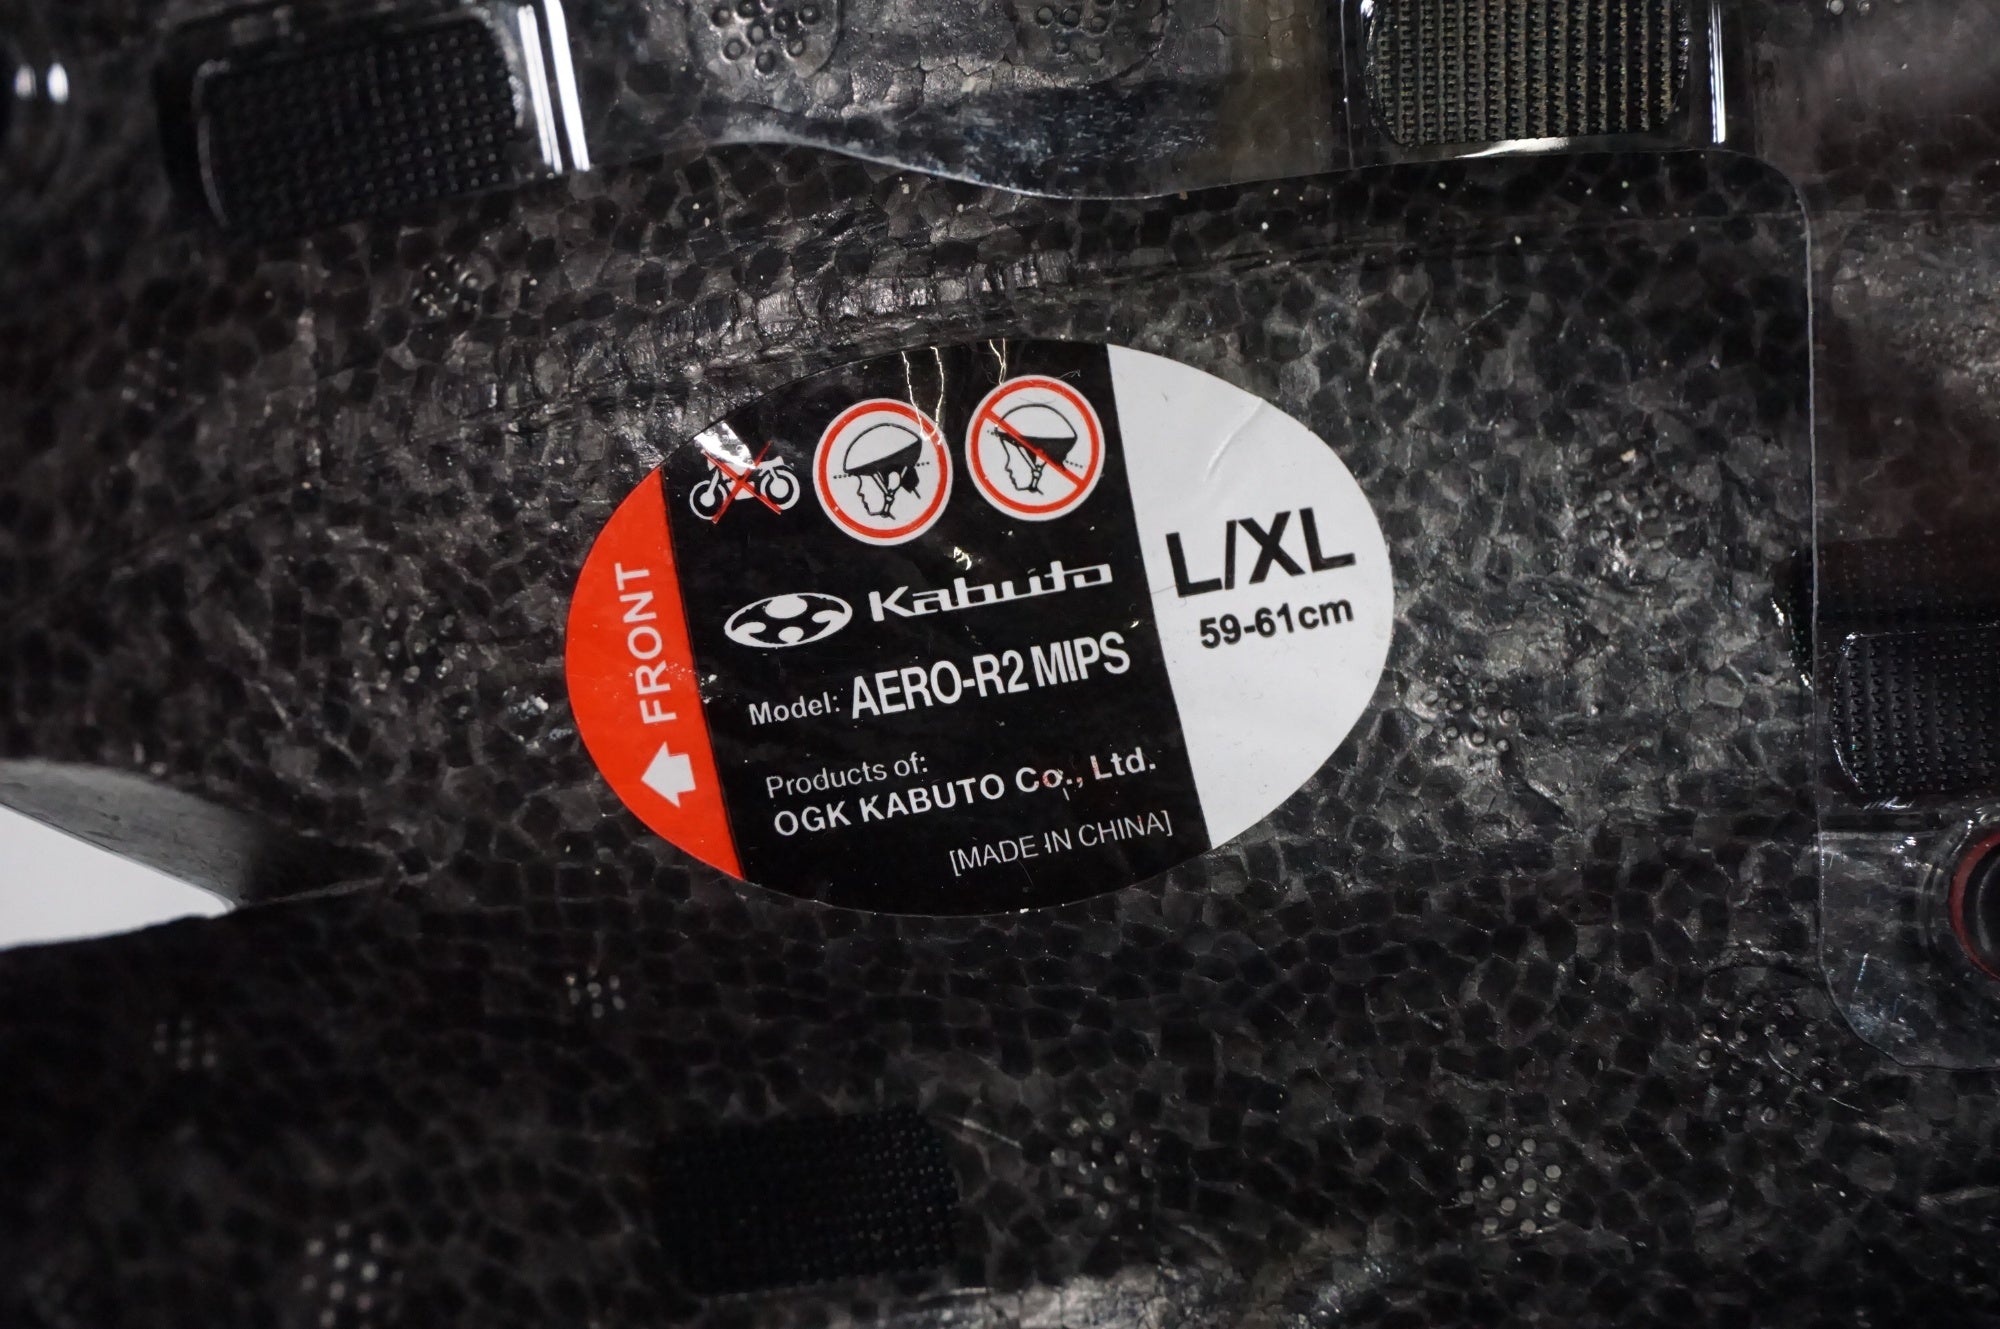 FRONT
Kabuto
Model: AERO-R2 MIPS
Products of:
OGK KABUTO Co., Ltd.
[MADE IN CHINA]
L/XL
59-61cm